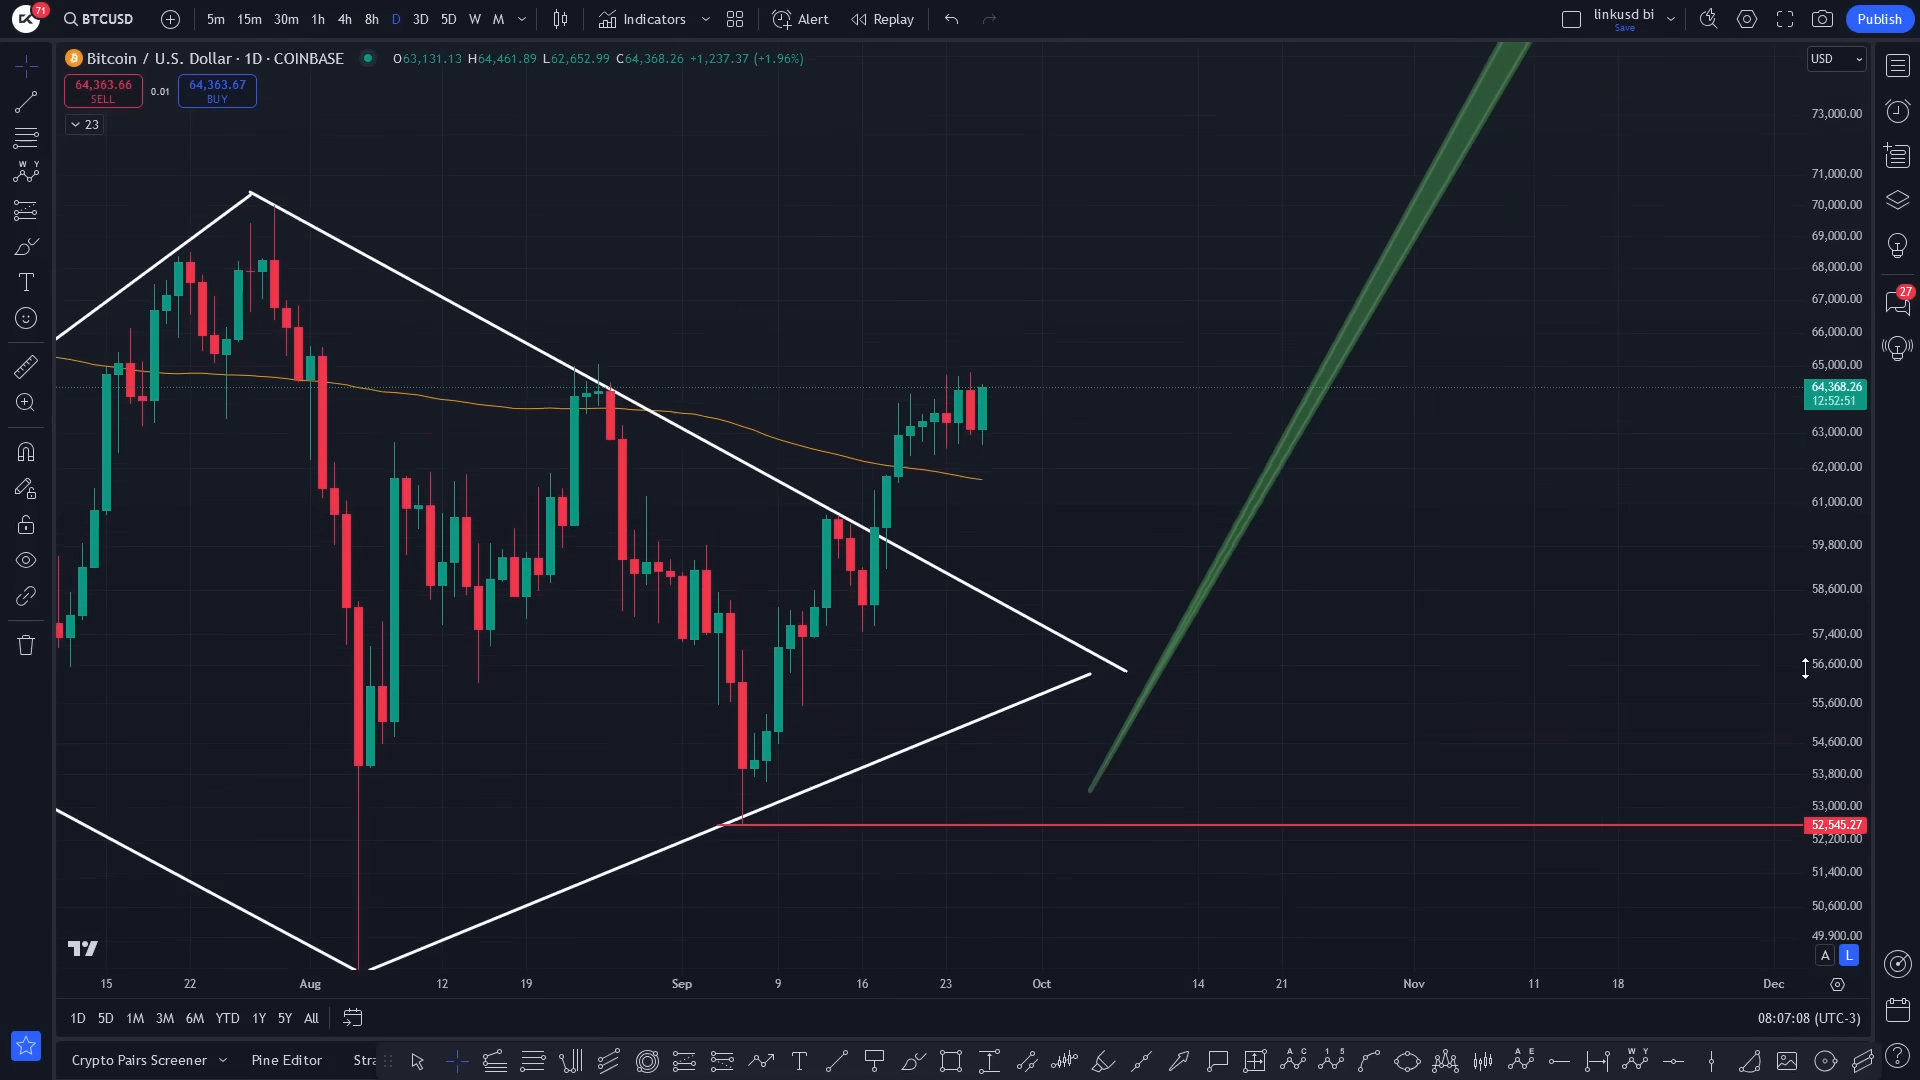 71
BTCUSD
5m 15m 30m 1h 4h 8h D 3D 5D W M
Indicators
Alert
Replay
linkusd bi
Save
Publish
Bitcoin / U.S. Dollar · 1D · COINBASE
O63,131.13 H64,461.89 L62,652.99 C64,368.26 +1,237.37 (+1.96%)
USD
64,363.66
SELL
0.01
64,363.67
BUY
23
73,000.00
71,000.00
70,000.00
69,000.00
68,000.00
67,000.00
66,000.00
65,000.00
64,368.26
12:52:51
63,000.00
62,000.00
61,000.00
59,800.00
58,600.00
57,400.00
56,600.00
55,600.00
54,600.00
53,800.00
53,000.00
52,545.27
52,200.00
51,400.00
50,600.00
49,900.00
A L
27
15 22 Aug 12 19 Sep 9 16 23 Oct 14 21 Nov 11 18 Dec
1D 5D 1M 3M 6M YTD 1Y 5Y All
08:07:08 (UTC-3)
Crypto Pairs Screener
Pine Editor
Stra